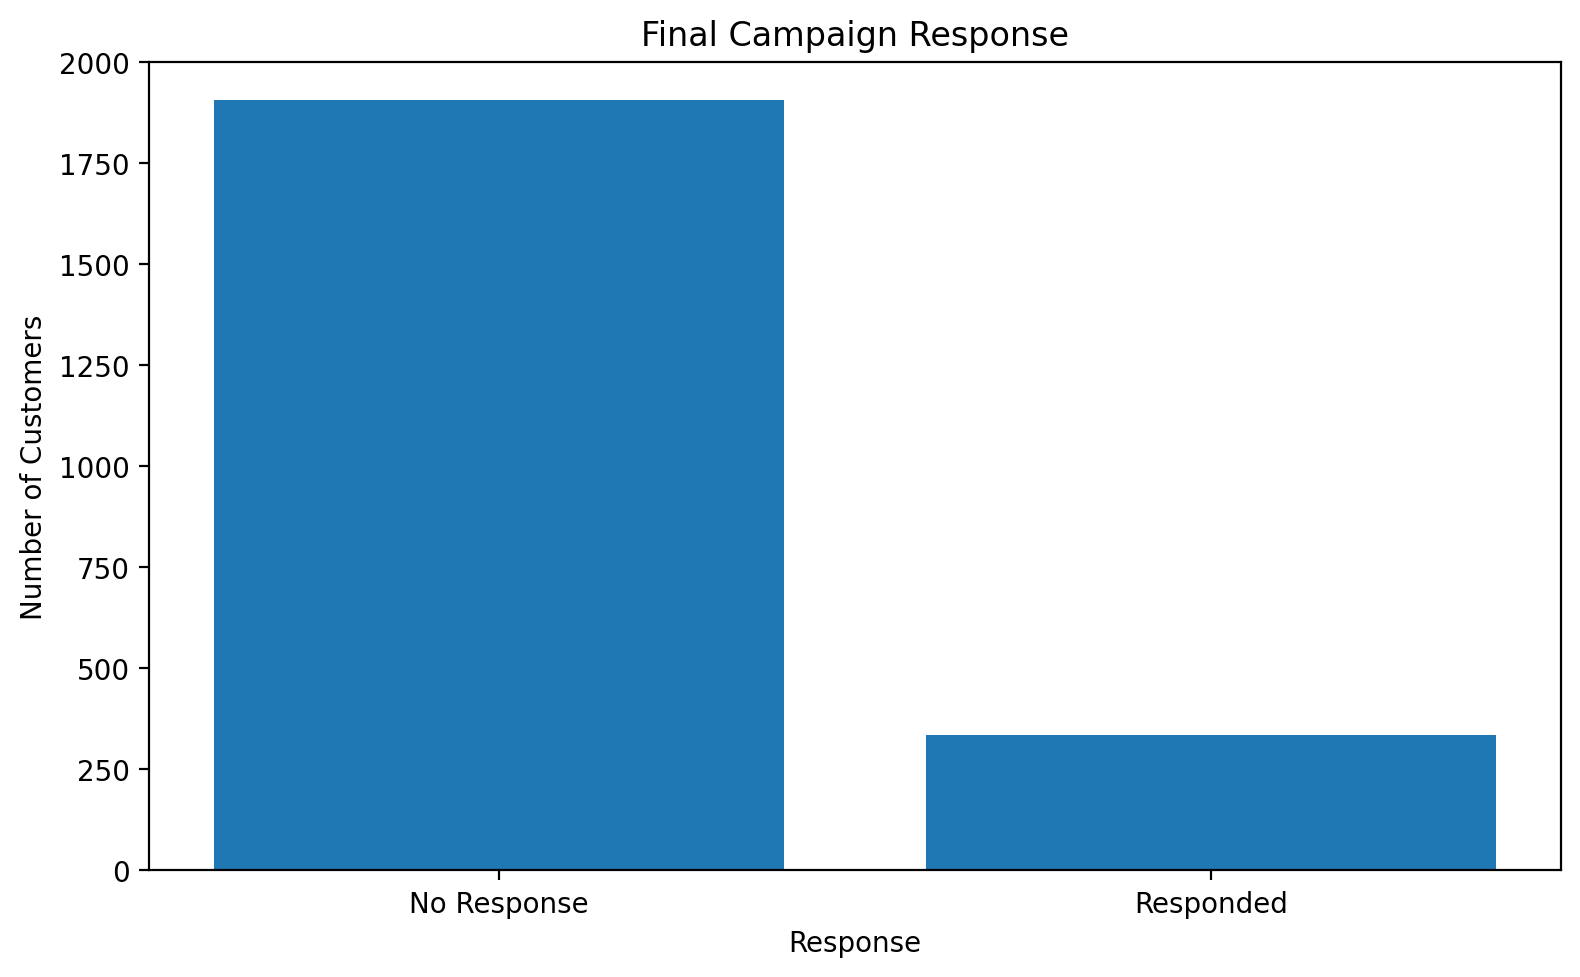 Final Campaign Response
2000
1750
1500
1250
1000
750
500
250
0
Number of Customers
No Response
Responded
Response